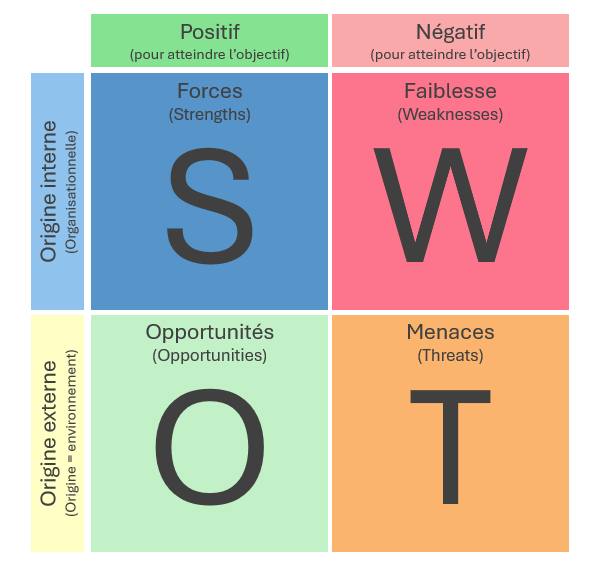 Positif
(pour atteindre l’objectif)
Négatif
(pour atteindre l’objectif)
Origine interne
(Organisationnelle)
Forces
(Strengths)
S
Faiblesse
(Weaknesses)
W
Origine externe
(Origine = environnement)
Opportunités
(Opportunities)
O
Menaces
(Threats)
T